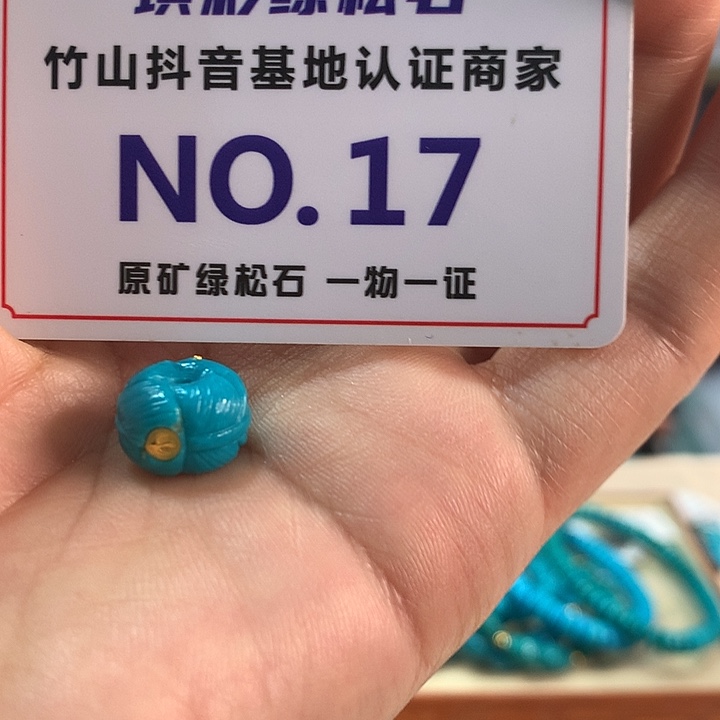 竹山抖音基地认证商家
NO.17
原矿绿松石 一物一证